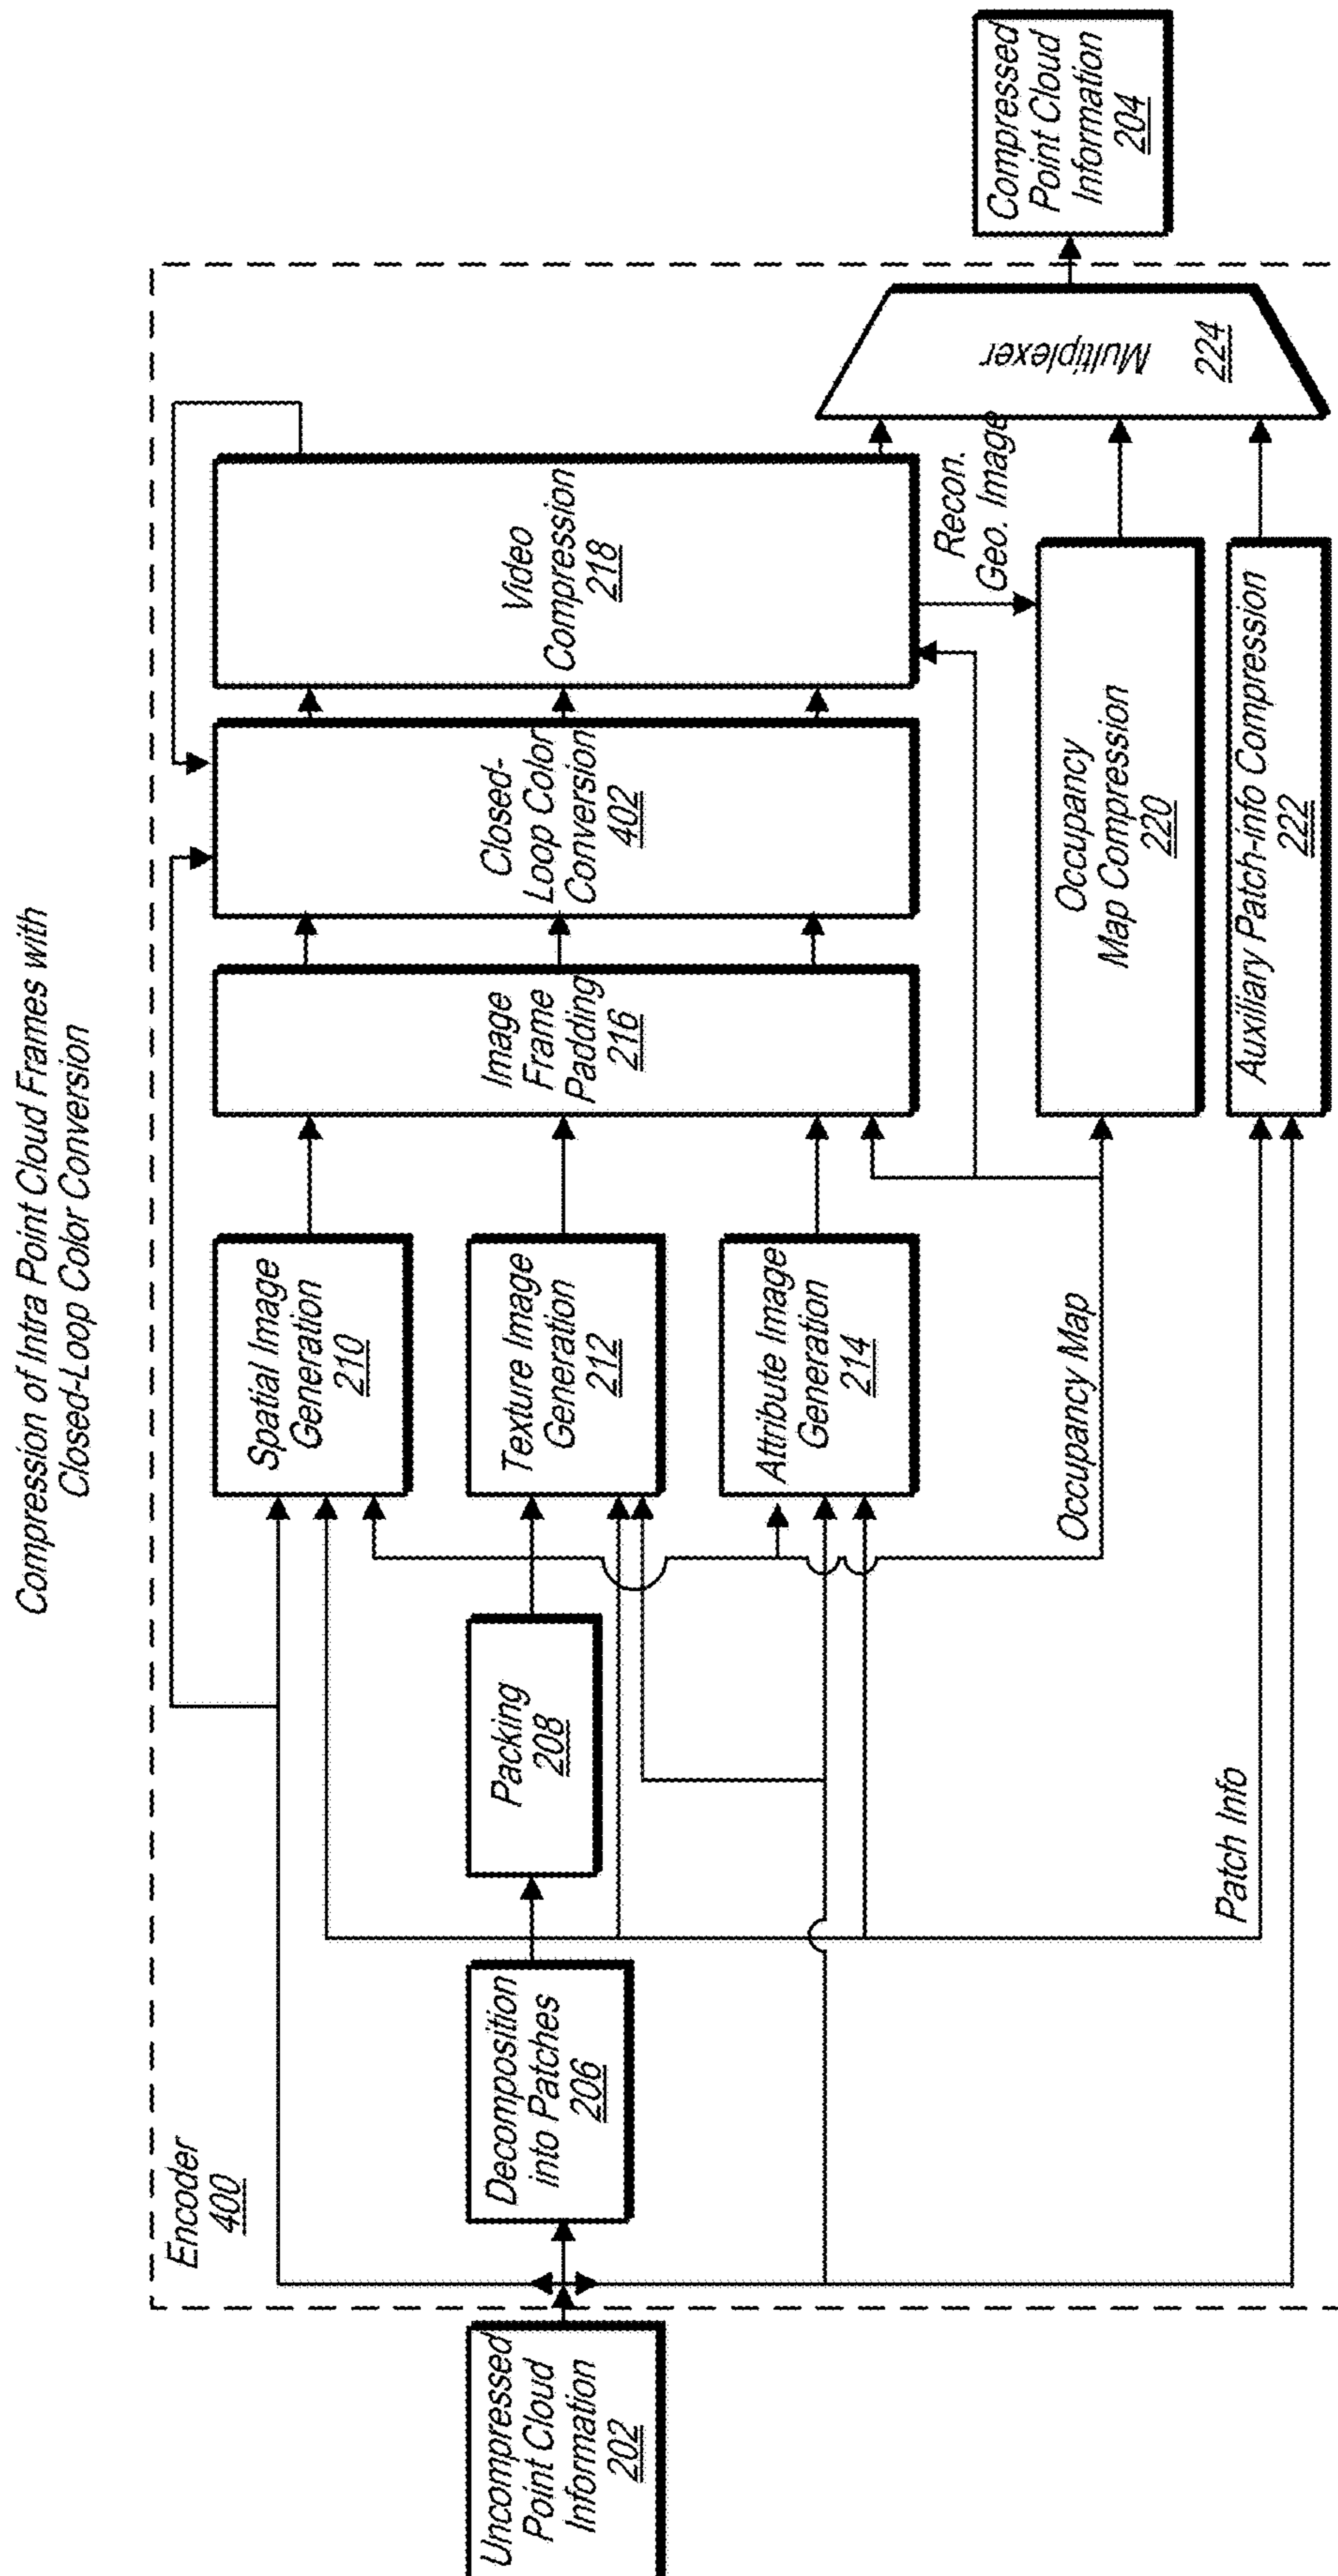 Compression of Intra Point Cloud Frames with
Closed-Loop Color Conversion
Encoder
400
Uncompressed
Point Cloud
Information
202
Decomposition
into Patches
206
Packing
208
Spatial Image
Generation
210
Texture Image
Generation
212
Attribute Image
Generation
214
Image
Frame
Padding
216
Closed-
Loop Color
Conversion
402
Video
Compression
218
Recon.
Geo. Image
Occupancy Map
Occupancy
Map Compression
220
Patch Info
Auxiliary Patch-info Compression
222
Multiplexer
224
Compressed
Point Cloud
Information
204